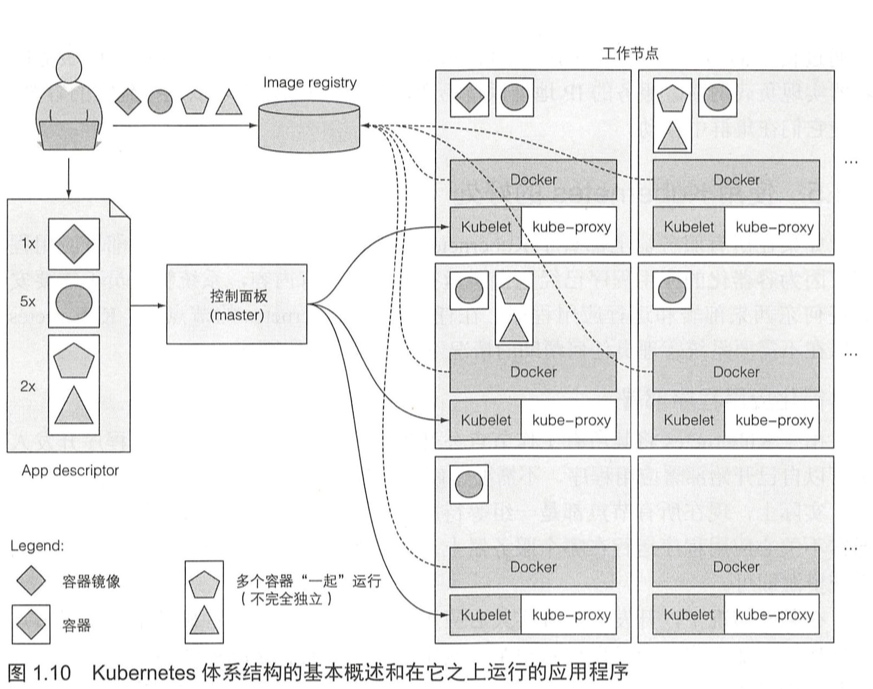 工作节点
Image registry
Docker
Docker
...
Kubelet
kube-proxy
Kubelet
kube-proxy
1x
5x
2x
控制面板
(master)
Docker
Docker
...
Kubelet
kube-proxy
Kubelet
kube-proxy
App descriptor
Docker
Docker
...
Kubelet
kube-proxy
Kubelet
kube-proxy
Legend:
容器镜像
容器
多个容器“一起”运行
(不完全独立)
图 1.10 Kubernetes 体系结构的基本概述和在它之上运行的应用程序